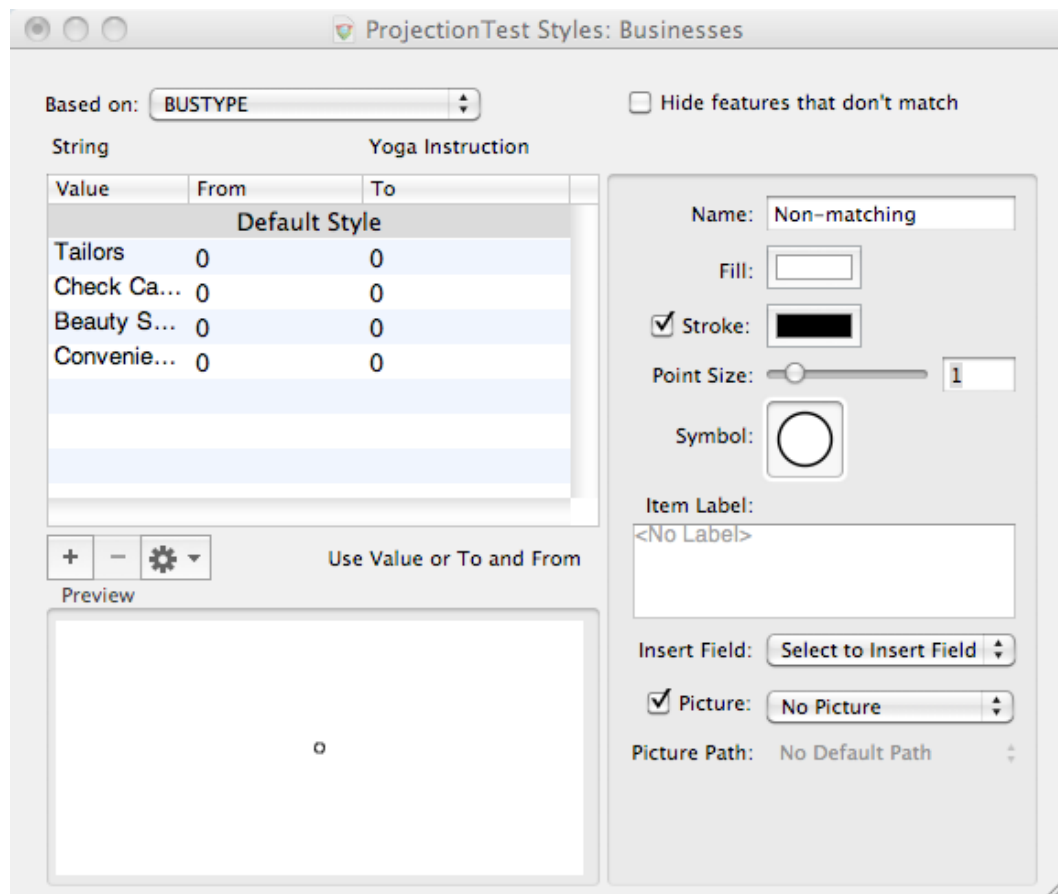 ProjectionTest Styles: Businesses
Based on: BUSTYPE
Hide features that don't match
String Yoga Instruction
Value From To
Default Style
Tailors 0 0
Check Ca... 0 0
Beauty S... 0 0
Convenie... 0 0
Use Value or To and From
Preview
Name: Non-matching
Fill:
Stroke:
Point Size: 1
Symbol:
Item Label:
<No Label>
Insert Field: Select to Insert Field
Picture: No Picture
Picture Path: No Default Path